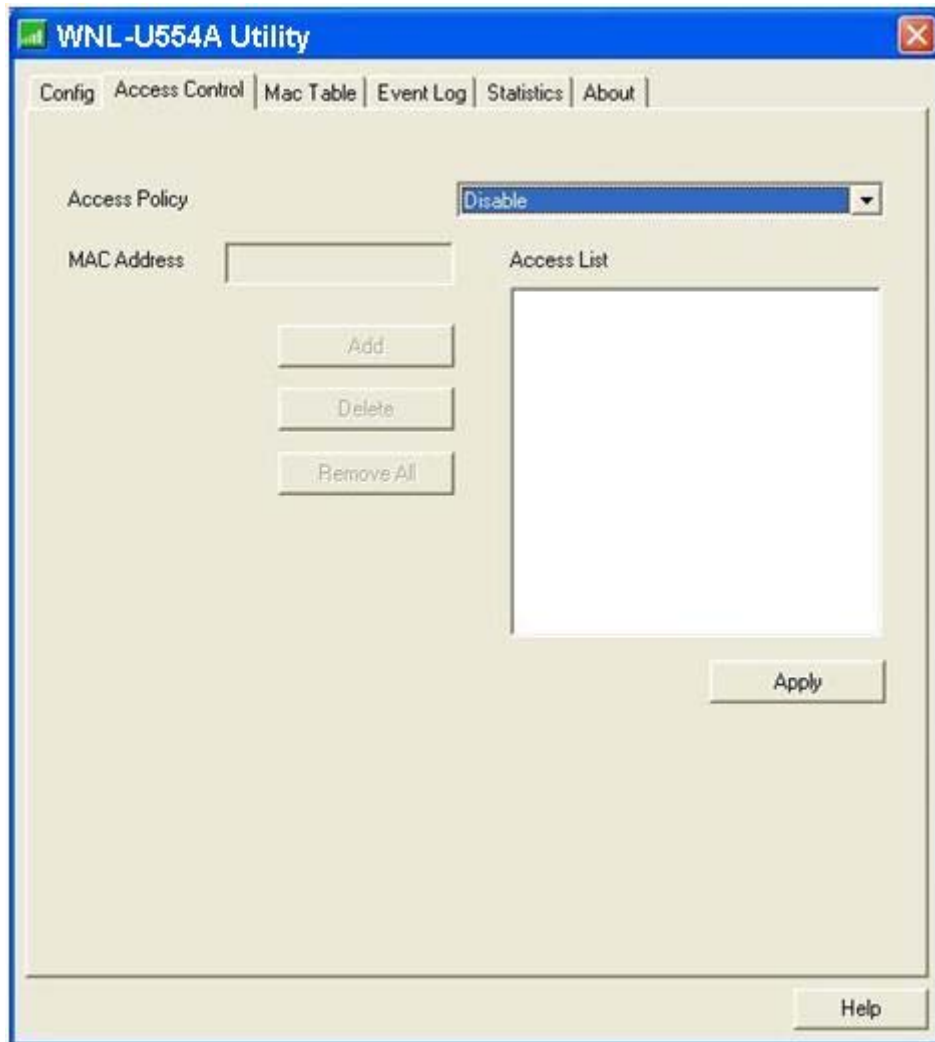 WNL-U554A Utility
Config Access Control Mac Table Event Log Statistics About
Access Policy Disable
MAC Address Access List
Add
Delete
Remove All
Apply
Help